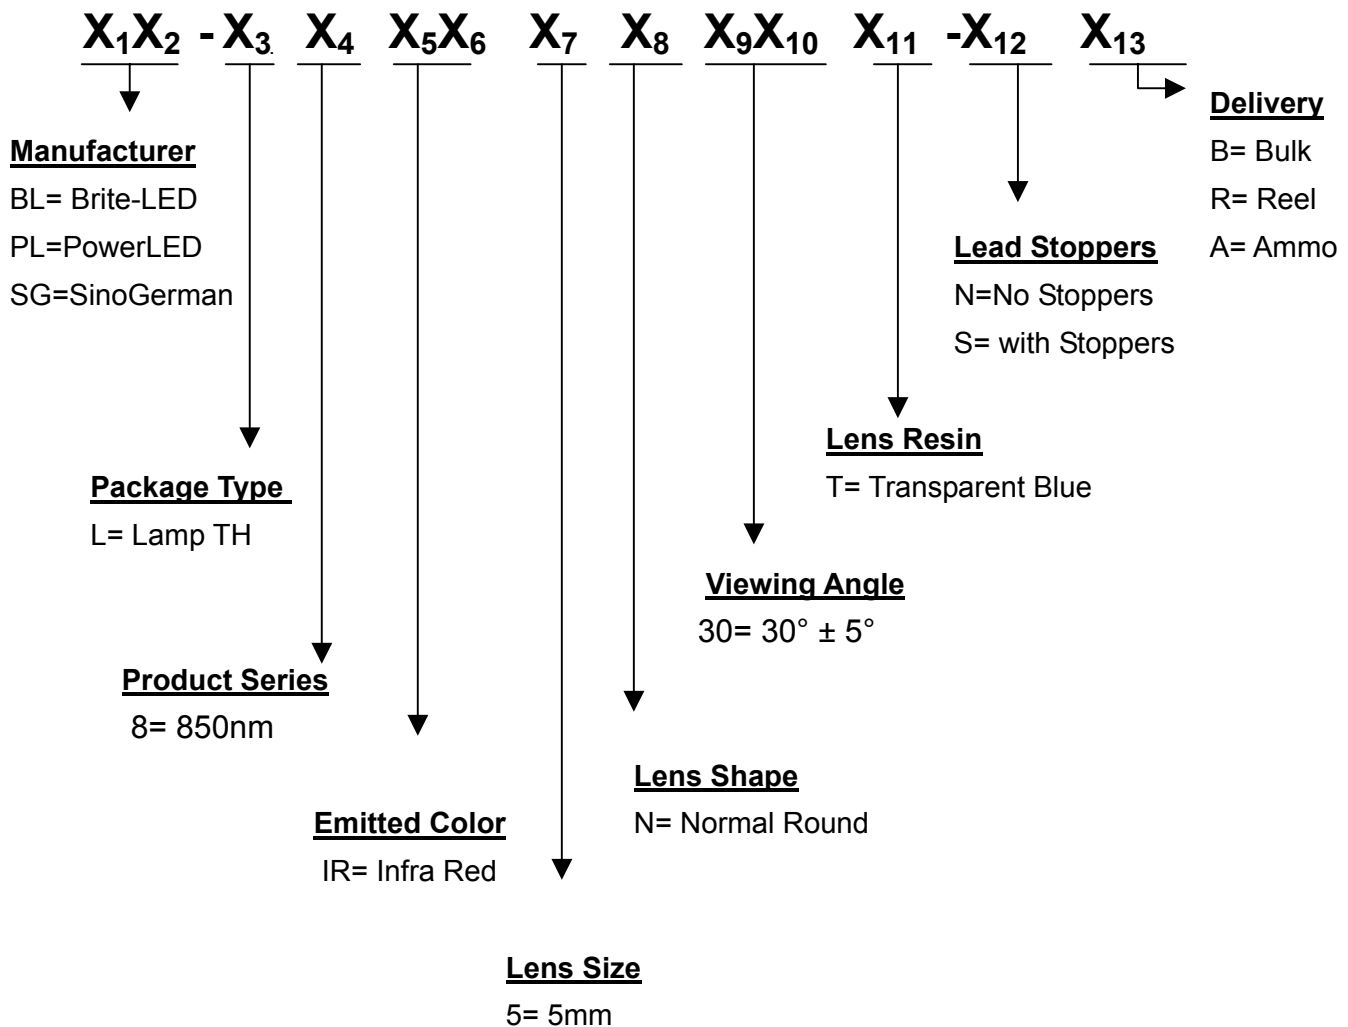 X₁X₂ - X₃ X₄ X₅X₆ X₇ X₈ X₉X₁₀ X₁₁ -X₁₂ X₁₃
Manufacturer
BL= Brite-LED
PL=PowerLED
SG=SinoGerman
Package Type
L= Lamp TH
Product Series
8= 850nm
Emitted Color
IR= Infra Red
Lens Size
5= 5mm
Lens Shape
N= Normal Round
Viewing Angle
30= 30° ± 5°
Lens Resin
T= Transparent Blue
Lead Stoppers
N=No Stoppers
S= with Stoppers
Delivery
B= Bulk
R= Reel
A= Ammo